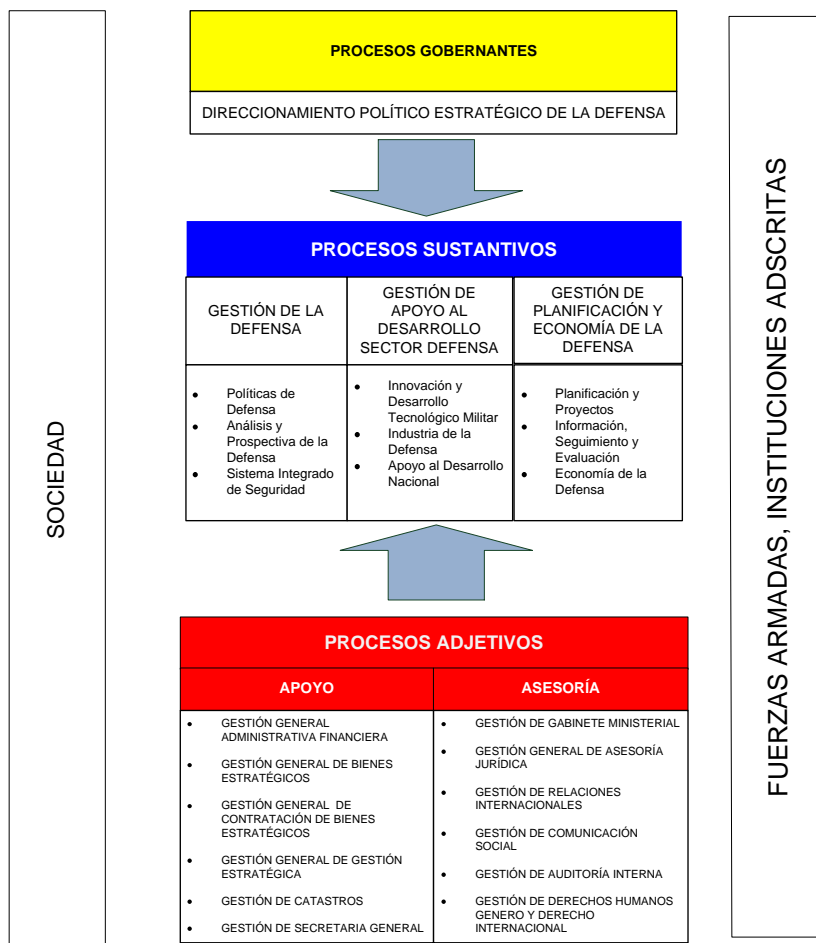 SOCIEDAD
PROCESOS GOBERNANTES
DIRECCIONAMIENTO POLÍTICO ESTRATÉGICO DE LA DEFENSA
PROCESOS SUSTANTIVOS
GESTIÓN DE LA
DEFENSA
GESTIÓN DE
APOYO AL
DESARROLLO
SECTOR DEFENSA
GESTIÓN DE
PLANIFICACIÓN Y
ECONOMÍA DE LA
DEFENSA
• Políticas de
Defensa
• Análisis y
Prospectiva de la
Defensa
• Sistema Integrado
de Seguridad
• Innovación y
Desarrollo
Tecnológico Militar
• Industria de la
Defensa
• Apoyo al Desarrollo
Nacional
• Planificación y
Proyectos
• Información,
Seguimiento y
Evaluación
• Economía de la
Defensa
PROCESOS ADJETIVOS
APOYO
• GESTIÓN GENERAL
ADMINISTRATIVA FINANCIERA
• GESTIÓN GENERAL DE BIENES
ESTRATÉGICOS
• GESTIÓN GENERAL DE
CONTRATACIÓN DE BIENES
ESTRATÉGICOS
• GESTIÓN GENERAL DE GESTIÓN
ESTRATÉGICA
• GESTIÓN DE CATASTROS
• GESTIÓN DE SECRETARIA GENERAL
ASESORÍA
• GESTIÓN DE GABINETE MINISTERIAL
• GESTIÓN GENERAL DE ASESORÍA
JURÍDICA
• GESTIÓN DE RELACIONES
INTERNACIONALES
• GESTIÓN DE COMUNICACIÓN
SOCIAL
• GESTIÓN DE AUDITORÍA INTERNA
• GESTIÓN DE DERECHOS HUMANOS
GENERO Y DERECHO
INTERNACIONAL
FUERZAS ARMADAS, INSTITUCIONES ADSCRITAS